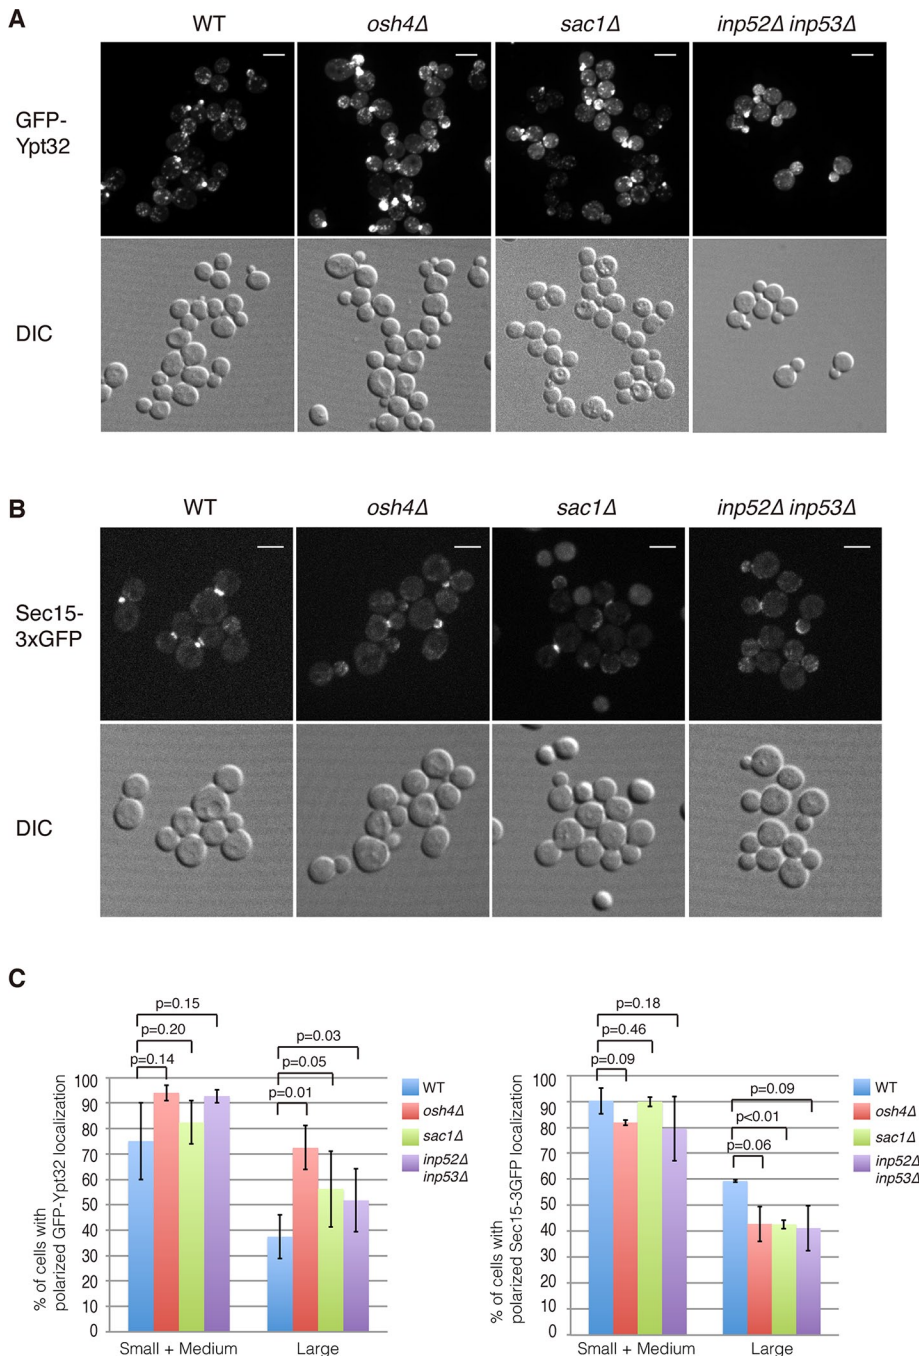 A
WT
osh4Δ
sac1Δ
inp52Δ inp53Δ
GFP-
Ypt32
DIC
B
WT
osh4Δ
sac1Δ
inp52Δ inp53Δ
Sec15-
3xGFP
DIC
C
p=0.15
p=0.20
p=0.14
p=0.03
p=0.05
p=0.01
% of cells with
polarized GFP-Ypt32 localization
100
90
80
70
60
50
40
30
20
10
0
Small + Medium
Large
WT
osh4Δ
sac1Δ
inp52Δ
inp53Δ
p=0.18
p=0.46
p=0.09
p=0.09
p<0.01
p=0.06
% of cells with
polarized Sec15-3GFP localization
100
90
80
70
60
50
40
30
20
10
0
Small + Medium
Large
WT
osh4Δ
sac1Δ
inp52Δ
inp53Δ